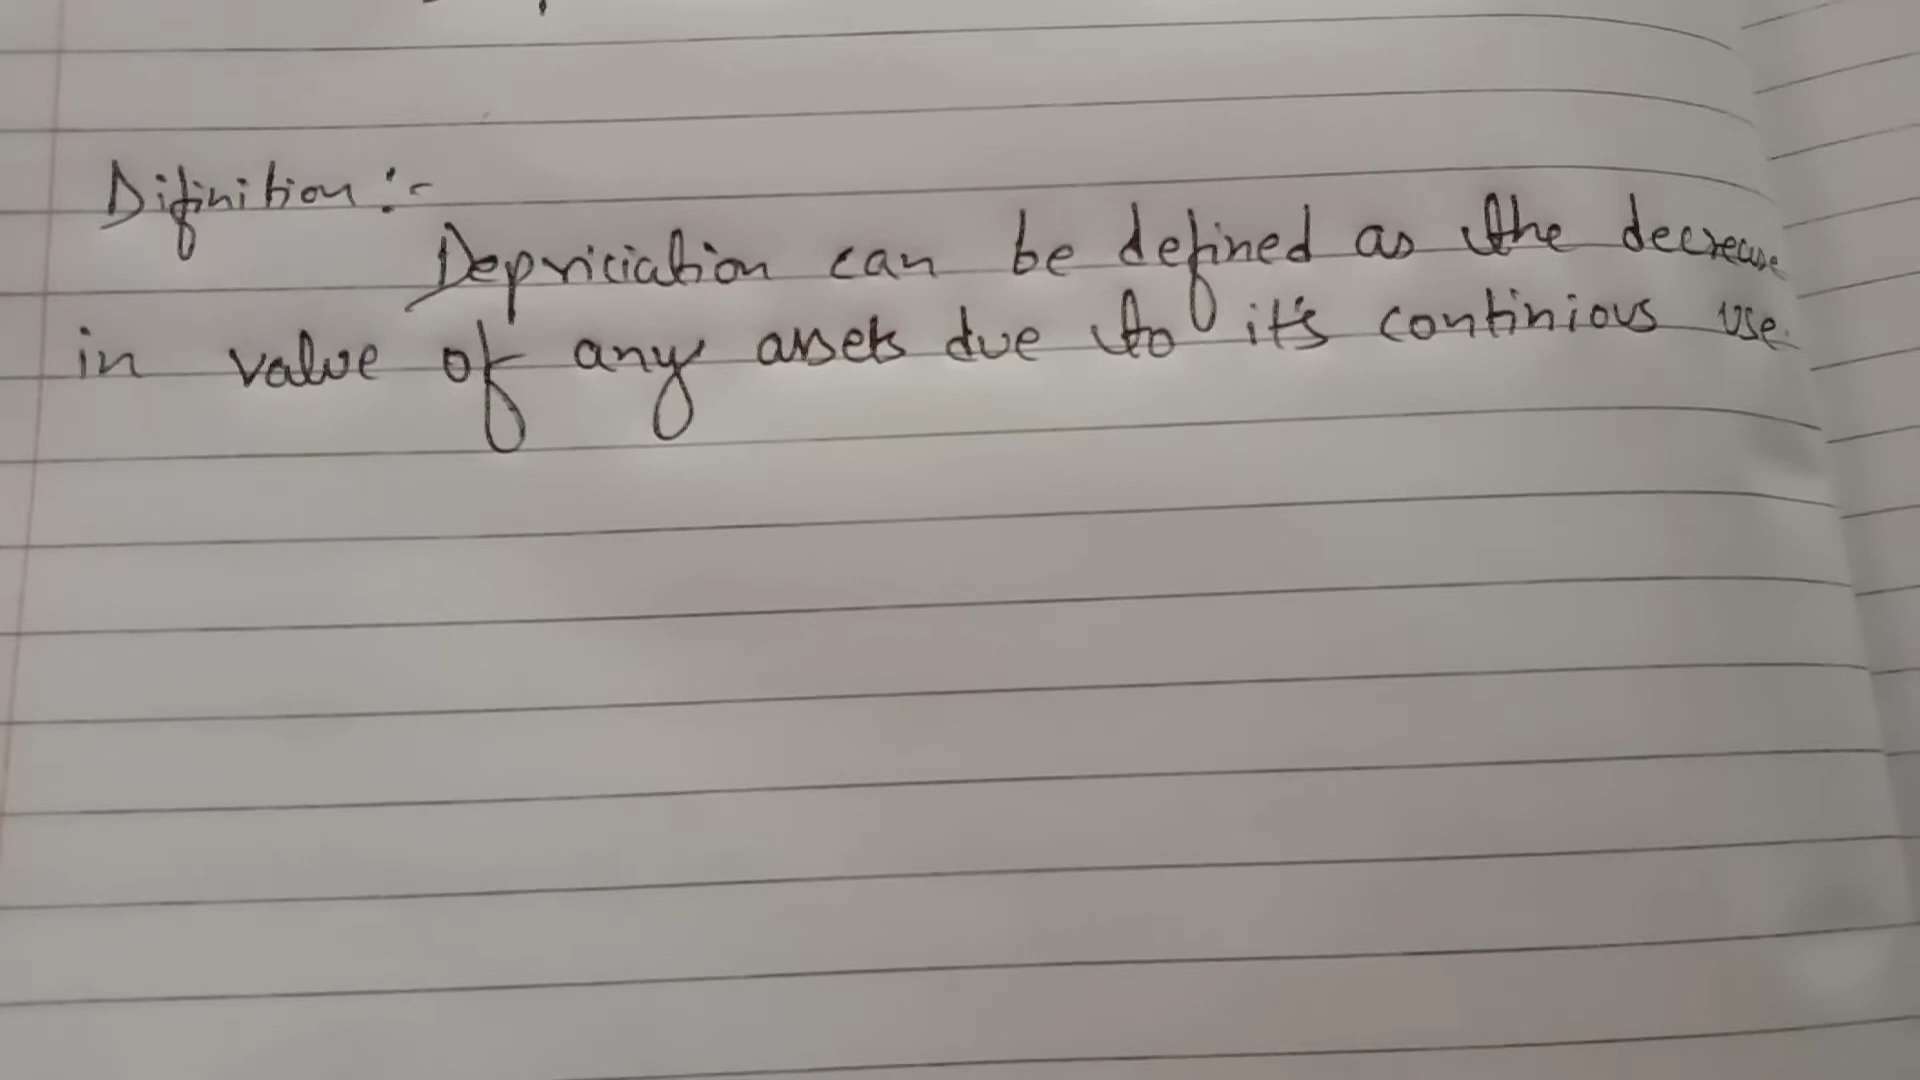 Difinition :-
Depriciation can be defined as the decrease
in value of any assets due to it's continious use.